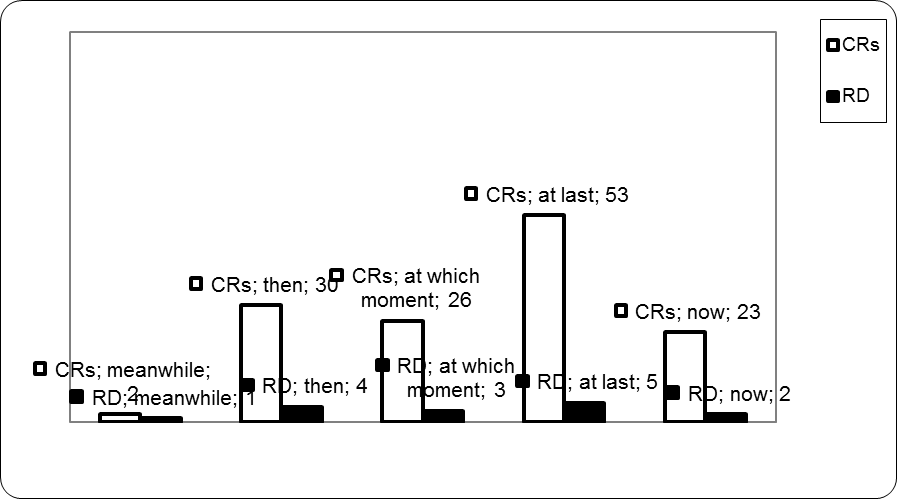 CRs
RD
CRs; at last; 53
CRs; then; 30
CRs; at which
moment; 26
CRs; now; 23
CRs; meanwhile;
2
RD; meanwhile; 1
RD; then; 4
RD; at which
moment; 3
RD; at last; 5
RD; now; 2